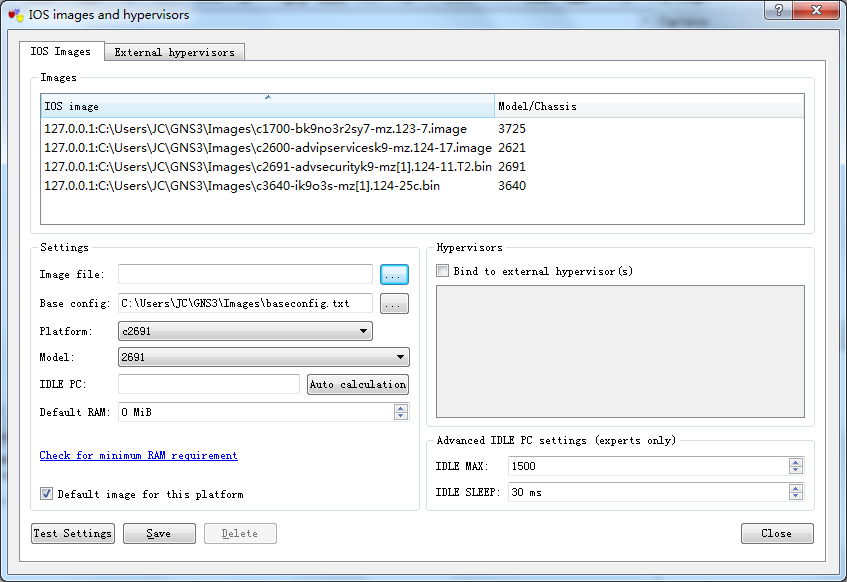 IOS images and hypervisors
IOS Images
External hypervisors
Images
IOS image
Model/Chassis
127.0.0.1:C:\Users\JC\GNS3\Images\c1700-bk9no3r2sy7-mz.123-7.image 3725
127.0.0.1:C:\Users\JC\GNS3\Images\c2600-advipservicesk9-mz.124-17.image 2621
127.0.0.1:C:\Users\JC\GNS3\Images\c2691-advsecurityk9-mz[1].124-11.T2.bin 2691
127.0.0.1:C:\Users\JC\GNS3\Images\c3640-ik9o3s-mz[1].124-25c.bin 3640
Settings
Image file:
...
Base config: C:\Users\JC\GNS3\Images\baseconfig.txt
...
Platform: c2691
Model: 2691
IDLE PC:
Auto calculation
Default RAM: 0 MiB
Check for minimum RAM requirement
Default image for this platform
Hypervisors
Bind to external hypervisor(s)
Advanced IDLE PC settings (experts only)
IDLE MAX: 1500
IDLE SLEEP: 30 ms
Test Settings
Save
Delete
Close